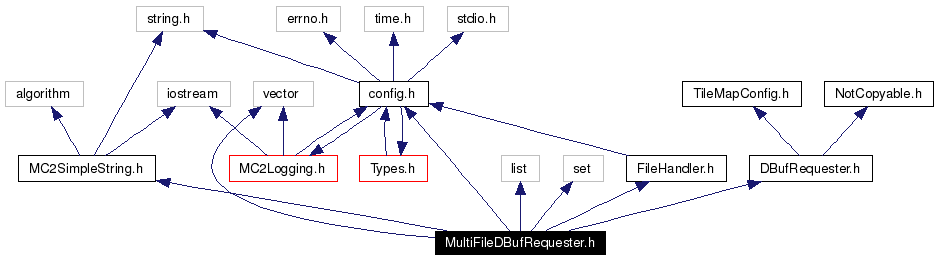 string.h errno.h time.h stdio.h
algorithm iostream vector config.h TileMapConfig.h NotCopyable.h
MC2SimpleString.h MC2Logging.h Types.h list set FileHandler.h DBufRequester.h
MultiFileDBufRequester.h